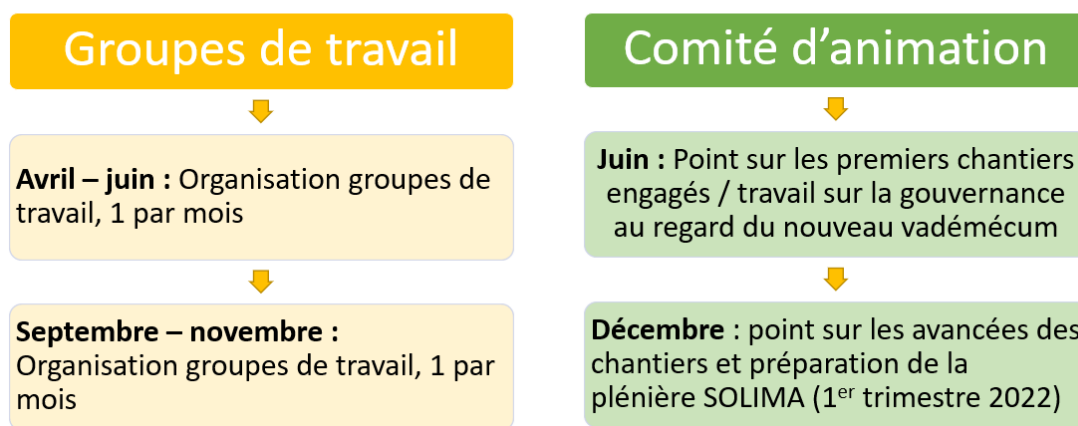 Groupes de travail
Avril – juin : Organisation groupes de
travail, 1 par mois
Septembre – novembre :
Organisation groupes de travail, 1 par
mois
Comité d’animation
Juin : Point sur les premiers chantiers
engagés / travail sur la gouvernance
au regard du nouveau vadémécum
Décembre : point sur les avancées des
chantiers et préparation de la
plénière SOLIMA (1er trimestre 2022)